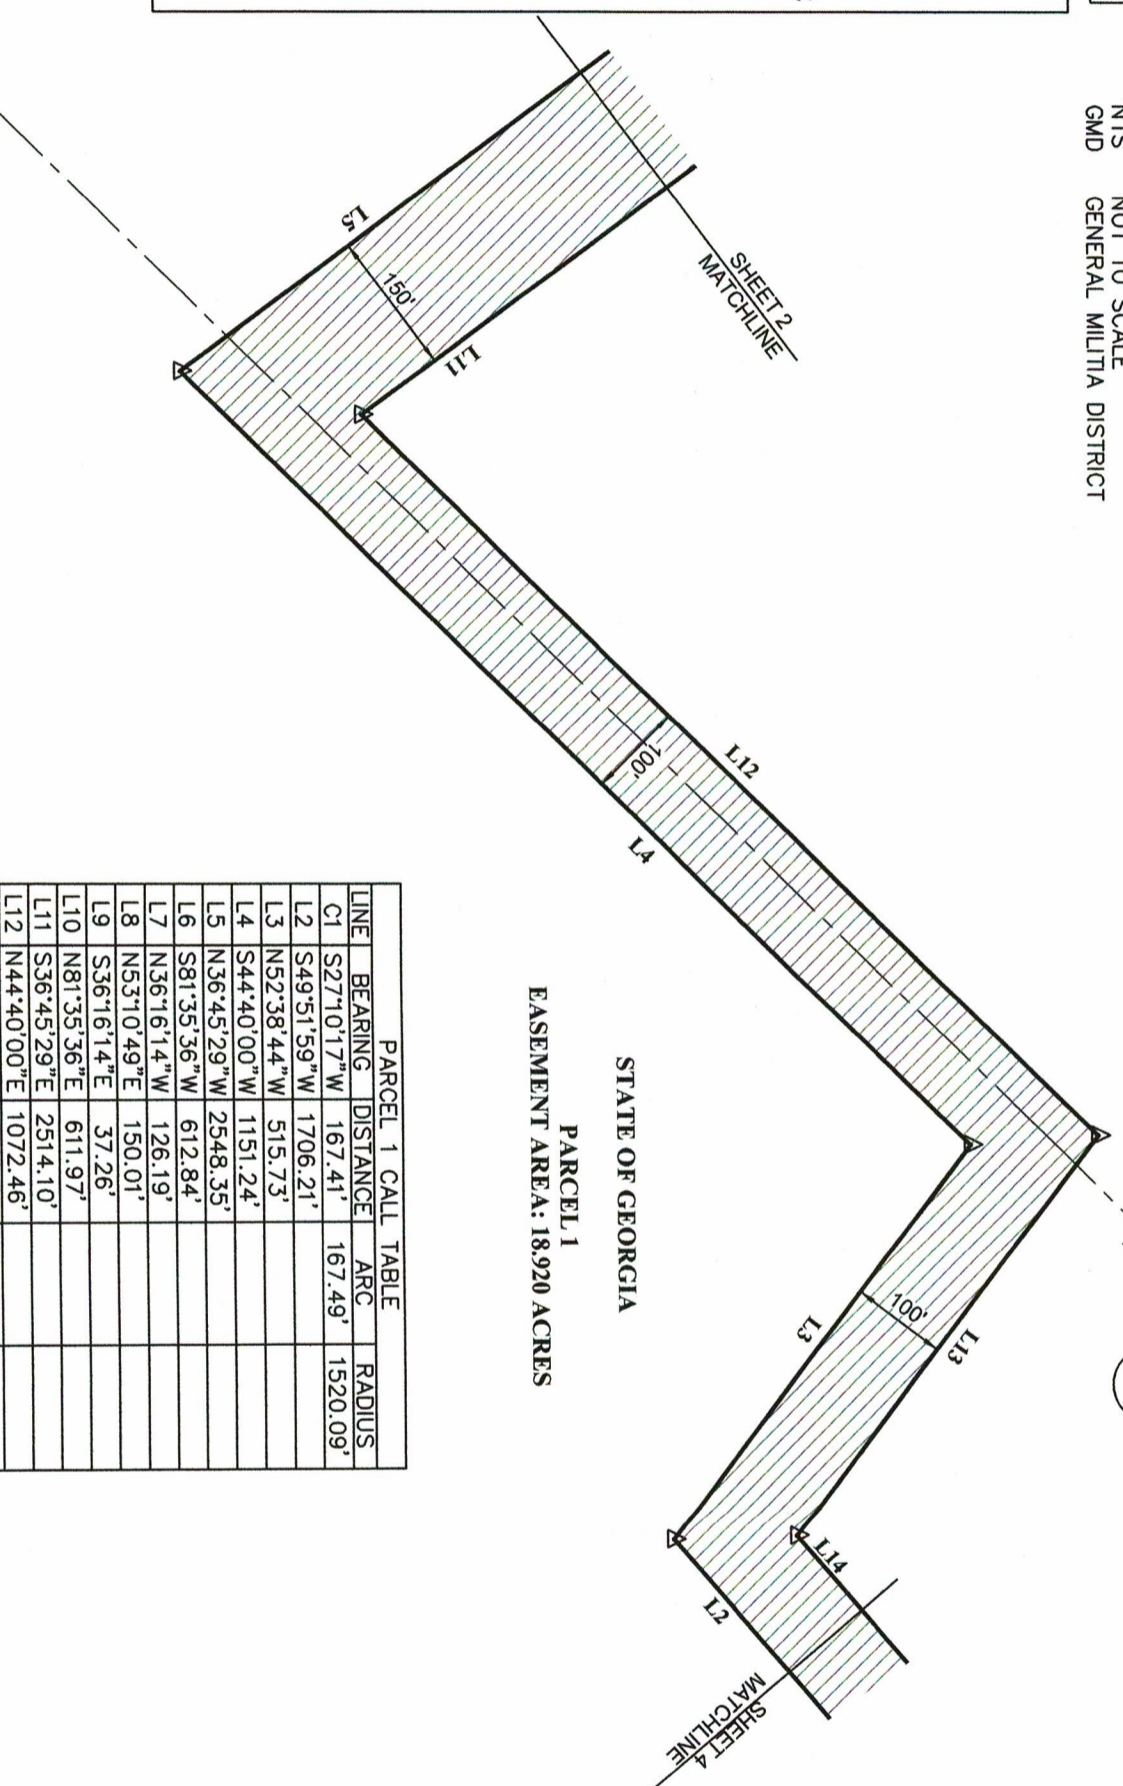 NTS NOT TO SCALE
GMD GENERAL MILITIA DISTRICT
SHEET 2
MATCHLINE
L5
150'
L11
L12
100'
L4
STATE OF GEORGIA
PARCEL 1
EASEMENT AREA: 18.920 ACRES
L13
100'
L3
L14
L2
SHEET 4
MATCHLINE
PARCEL 1 CALL TABLE
LINE BEARING DISTANCE ARC RADIUS
C1 S27°10'17"W 167.41' 167.49' 1520.09'
L2 S49°51'59"W 1706.21'
L3 N52°38'44"W 515.73'
L4 S44°40'00"W 1151.24'
L5 N36°45'29"W 2548.35'
L6 S81°35'36"W 612.84'
L7 N36°16'14"W 126.19'
L8 N53°10'49"E 150.01'
L9 S36°16'14"E 37.26'
L10 N81°35'36"E 611.97'
L11 S36°45'29"E 2514.10'
L12 N44°40'00"E 1072.46'